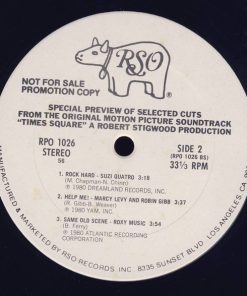 RSO
NOT FOR SALE
PROMOTION COPY
SPECIAL PREVIEW OF SELECTED CUTS
FROM THE ORIGINAL MOTION PICTURE SOUNDTRACK
"TIMES SQUARE" A ROBERT STIGWOOD PRODUCTION
RPO 1026
STEREO
56
SIDE 2
(RPO 1026 BS)
33⅓ RPM
1. ROCK HARD - SUZI QUATRO 3:18
(M. Chapman-N. Chinn)
℗ 1980 DREAMLAND RECORDS, INC.
2. HELP ME! - MARCY LEVY AND ROBIN GIBB 3:37
(R. Gibb-B. Weaver)
℗ 1980 YAM, INC.
3. SAME OLD SCENE - ROXY MUSIC 3:54
(B. Ferry)
℗ 1980 ATLANTIC RECORDING
CORPORATION
MANUFACTURED BY RSO RECORDS INC. 8335 SUNSET BLVD. LOS ANGELES, CA